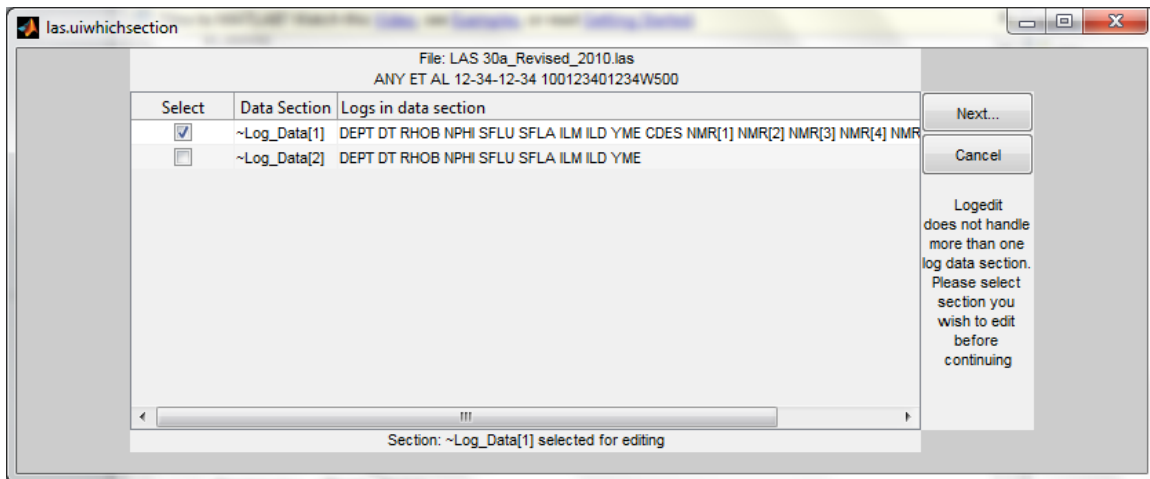 las.uiwhichsection
File: LAS 30a_Revised_2010.las
ANY ET AL 12-34-12-34 100123401234W500
Select Data Section Logs in data section
~Log_Data[1] DEPT DT RHOB NPHI SFLU SFLA ILM ILD YME CDES NMR[1] NMR[2] NMR[3] NMR[4] NMR
~Log_Data[2] DEPT DT RHOB NPHI SFLU SFLA ILM ILD YME
Next...
Cancel
Logedit
does not handle
more than one
log data section.
Please select
section you
wish to edit
before
continuing
Section: ~Log_Data[1] selected for editing